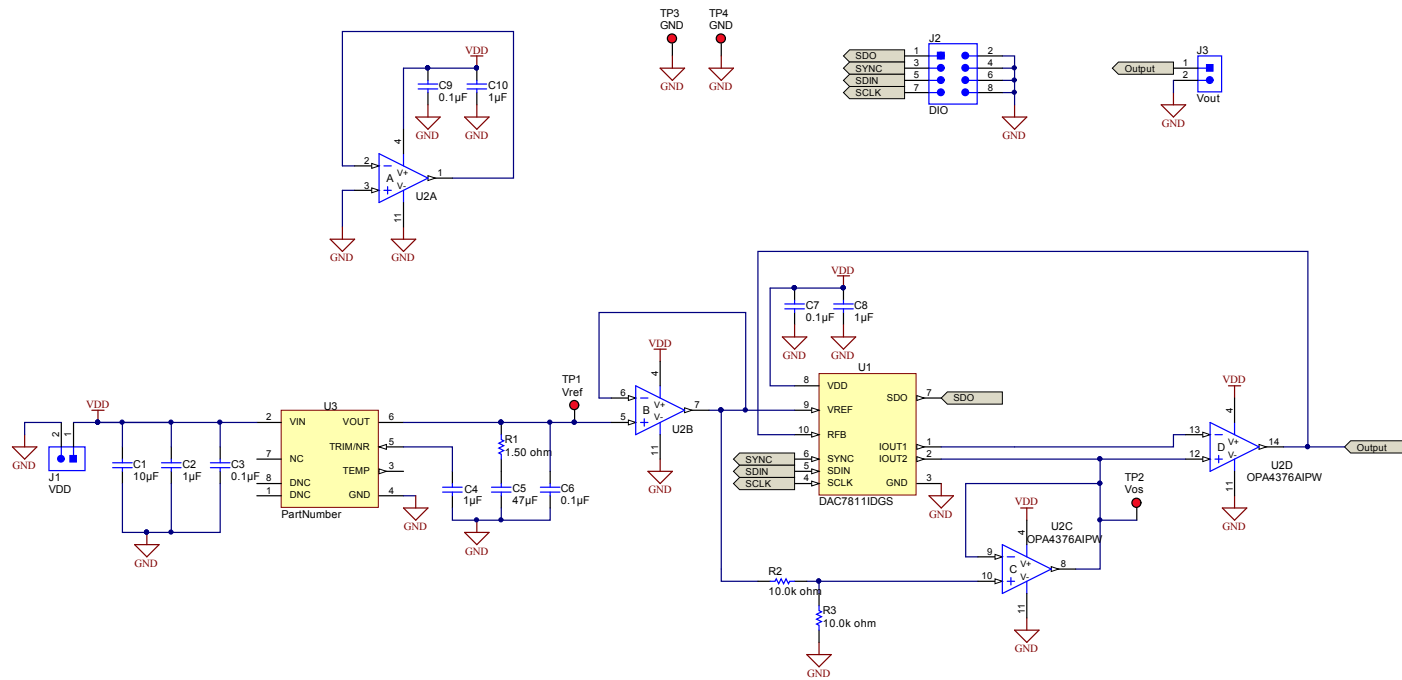 TP3
GND
GND
TP4
GND
GND
J2
SDO 1 2
SYNC 3 4
SDIN 5 6
SCLK 7 8
DIO
GND
J3
Output 1
2
Vout
GND
VDD
C9
0.1µF
GND
C10
1µF
GND
4
2
A
V+
V-
1
3
U2A
11
GND
GND
VDD
GND
2
1
J1
VDD
C1
10µF
C2
1µF
C3
0.1µF
GND
U3
2 VIN VOUT 6
TRIM/NR 5
7 NC
TEMP 3
8 DNC
1 DNC GND 4
PartNumber
GND
R1
1.50 ohm
C4
1µF
C5
47µF
C6
0.1µF
GND
TP1
Vref
VDD
4
6
B
V+
V-
7
5
U2B
11
GND
VDD
C7
0.1µF
GND
C8
1µF
GND
U1
8 VDD
SDO 7 SDO
9 VREF
10 RFB
IOUT1 1
IOUT2 2
SYNC 6 SYNC
SDIN 5 SDIN
SCLK 4 SCLK
GND 3
DAC7811IDGS
GND
VDD
4
13
D
V+
V-
14
12
U2D
OPA4376AIPW
11
GND
Output
TP2
Vos
VDD
U2C
OPA4376AIPW
4
9
C
V+
V-
8
10
11
GND
R2
10.0k ohm
R3
10.0k ohm
GND